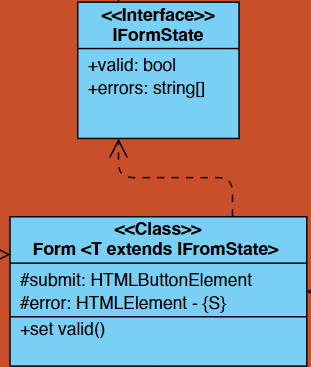 <<Interface>>
IFormState
+valid: bool
+errors: string[]
<<Class>>
Form <T extends IFromState>
#submit: HTMLButtonElement
#error: HTMLElement - {S}
+set valid()